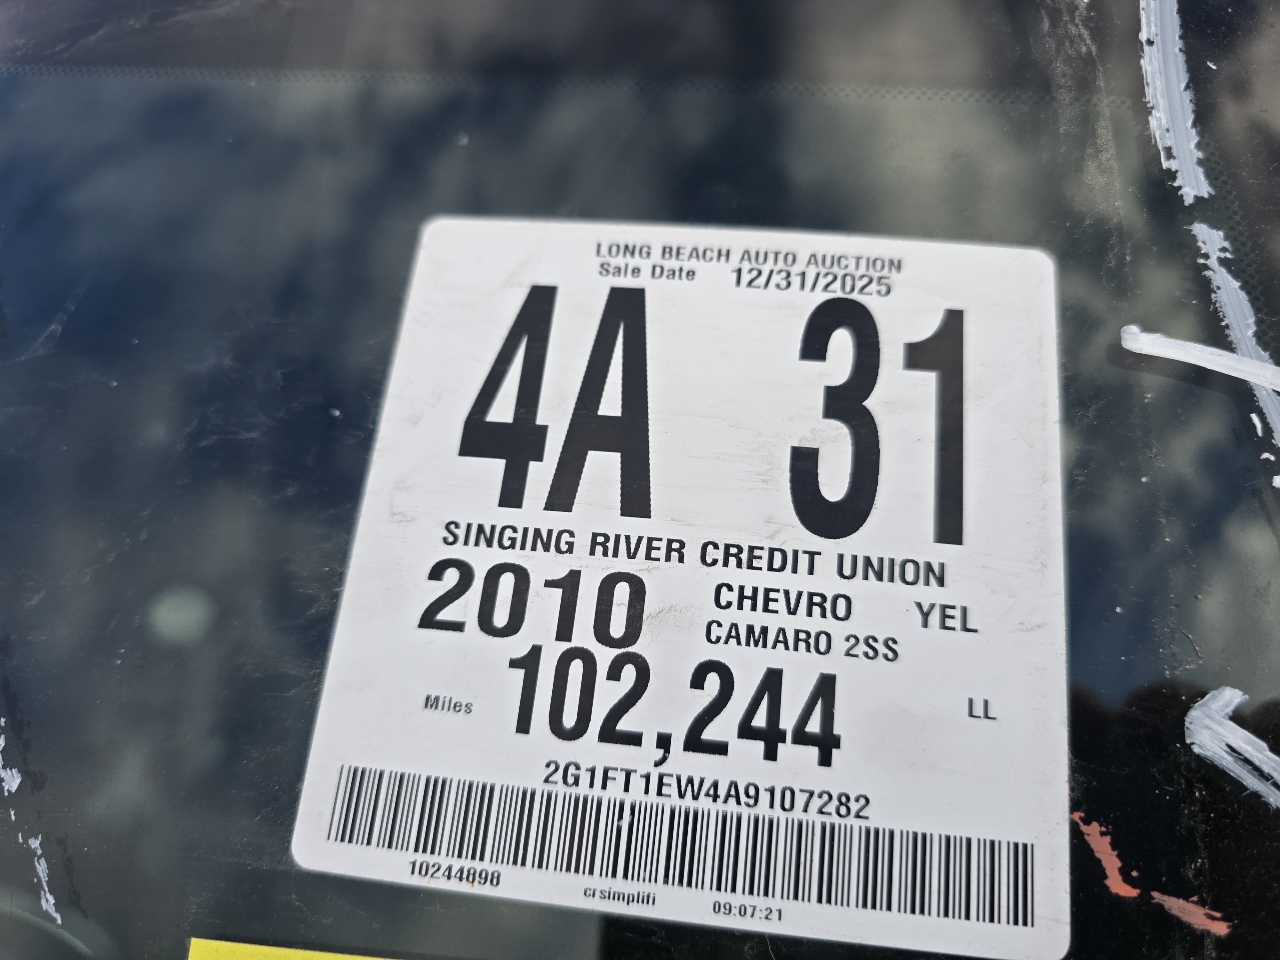 LONG BEACH AUTO AUCTION
Sale Date 12/31/2025
4A 31
SINGING RIVER CREDIT UNION
2010 CHEVRO YEL
CAMARO 2SS
Miles 102,244 LL
2G1FT1EW4A9107282
10244898 crsimplifi 09:07:21